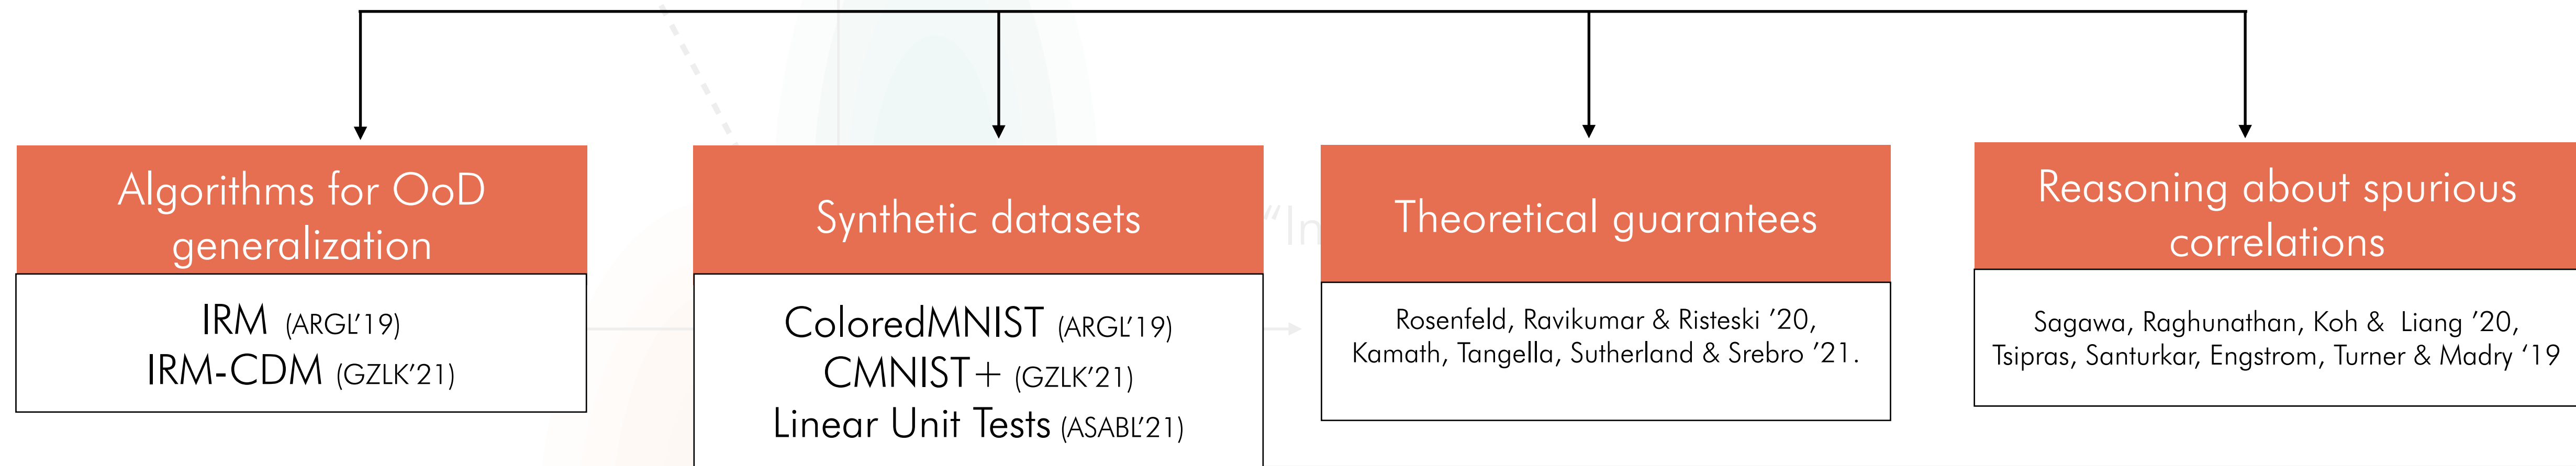 Algorithms for OoD
generalization
IRM (ARGL'19)
IRM-CDM (GZLK'21)
Synthetic datasets
ColoredMNIST (ARGL'19)
CMNIST+ (GZLK'21)
Linear Unit Tests (ASABL'21)
"In
Theoretical guarantees
Rosenfeld, Ravikumar & Risteski '20,
Kamath, Tangella, Sutherland & Srebro '21.
Reasoning about spurious
correlations
Sagawa, Raghunathan, Koh & Liang '20,
Tsipras, Santurkar, Engstrom, Turner & Madry '19